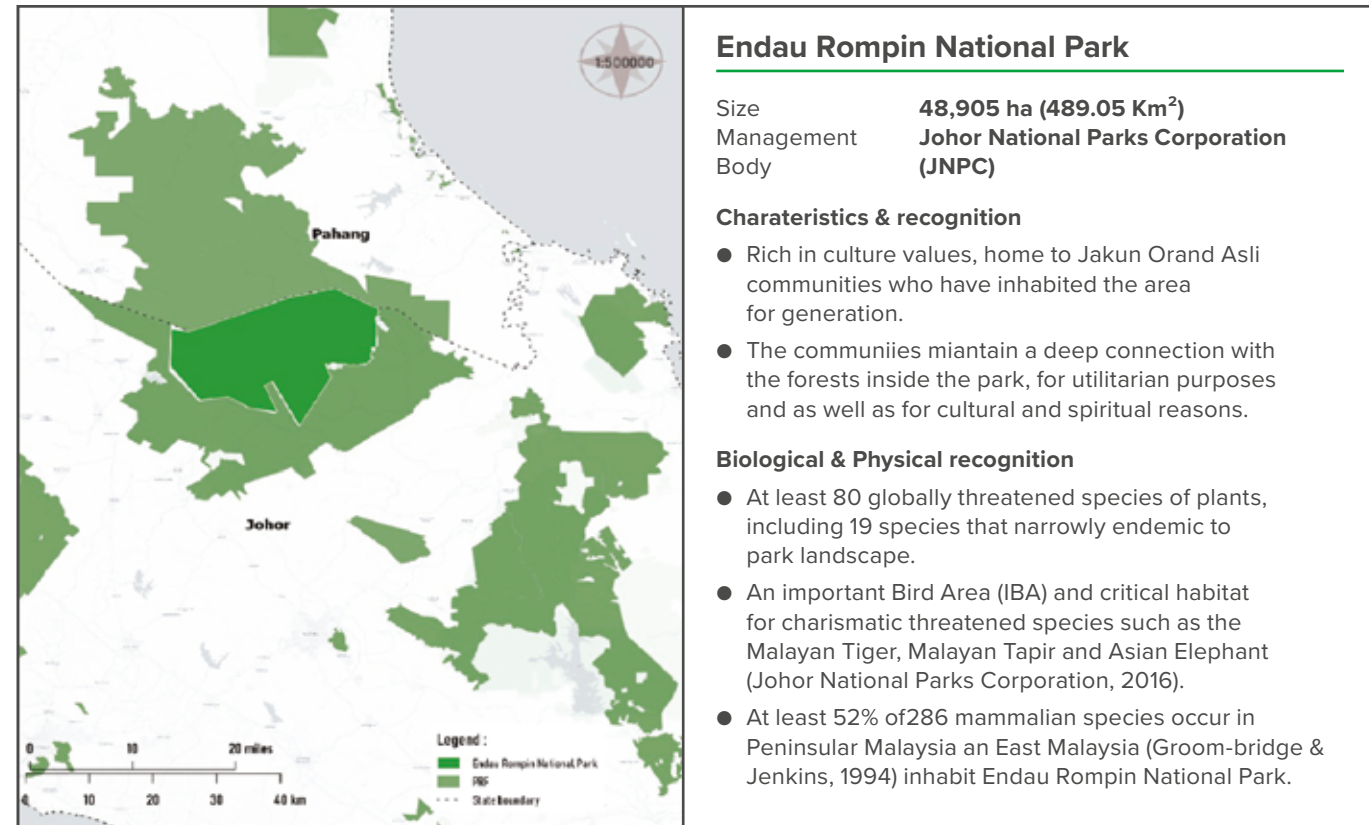 1:500000
Pahang
Johor
0 10 20 miles
10 20 30 40 km
Legend :
Endau Rompin National Park
PRF
State boundary
Endau Rompin National Park
Size 48,905 ha (489.05 Km²)
Management Johor National Parks Corporation
Body (JNPC)
Charateristics & recognition
● Rich in culture values, home to Jakun Orand Asli
communities who have inhabited the area
for generation.
● The communiies miantain a deep connection with
the forests inside the park, for utilitarian purposes
and as well as for cultural and spiritual reasons.
Biological & Physical recognition
● At least 80 globally threatened species of plants,
including 19 species that narrowly endemic to
park landscape.
● An important Bird Area (IBA) and critical habitat
for charismatic threatened species such as the
Malayan Tiger, Malayan Tapir and Asian Elephant
(Johor National Parks Corporation, 2016).
● At least 52% of286 mammalian species occur in
Peninsular Malaysia an East Malaysia (Groom-bridge &
Jenkins, 1994) inhabit Endau Rompin National Park.